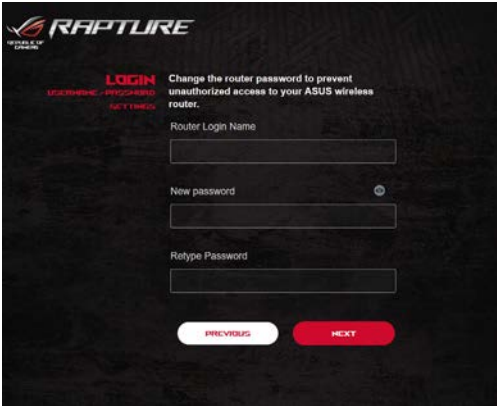 REPUBLIC OF
GAMERS
RAPTURE
LOGIN
USERNAME / PASSWORD
SETTINGS
Change the router password to prevent
unauthorized access to your ASUS wireless
router.
Router Login Name
New password
Retype Password
PREVIOUS
NEXT